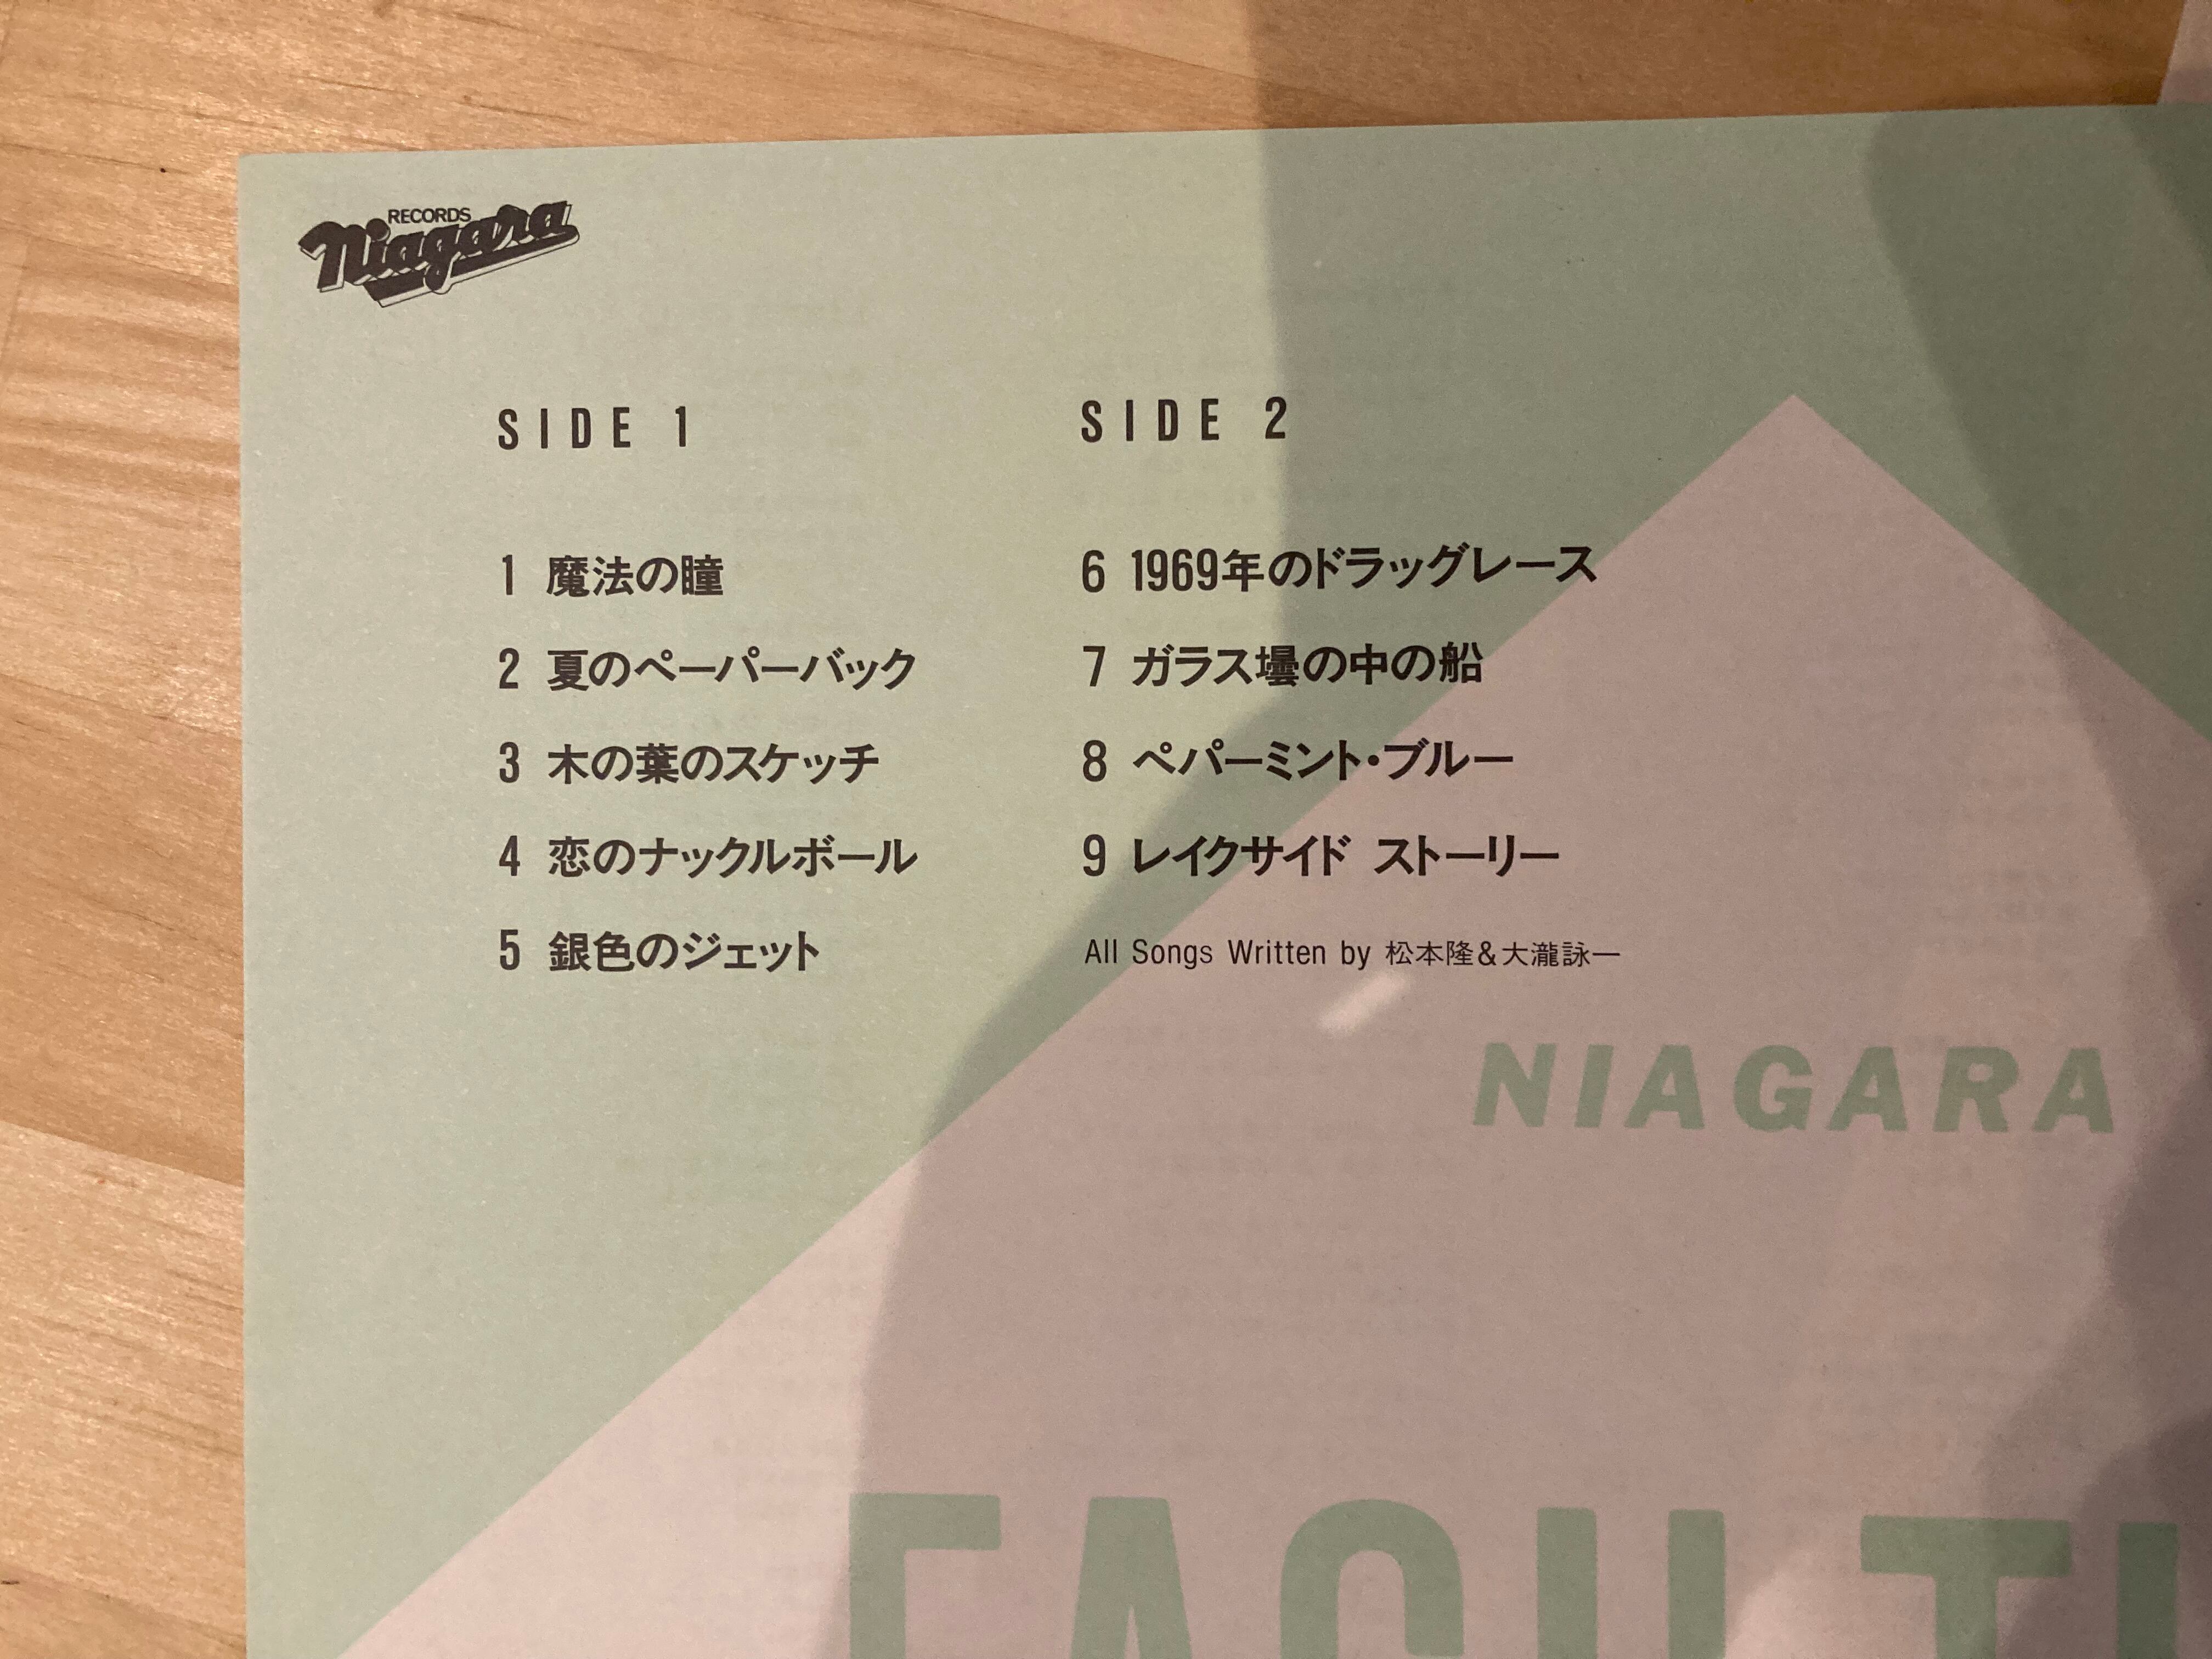 RECORDS
Niagara
SIDE 1
1 魔法の瞳
2 夏のペーパーバック
3 木の葉のスケッチ
4 恋のナックルボール
5 銀色のジェット
SIDE 2
6 1969年のドラッグレース
7 ガラス壜の中の船
8 ペパーミント・ブルー
9 レイクサイド ストーリー
All Songs Written by 松本隆&大瀧詠一
NIAGARA
EACH